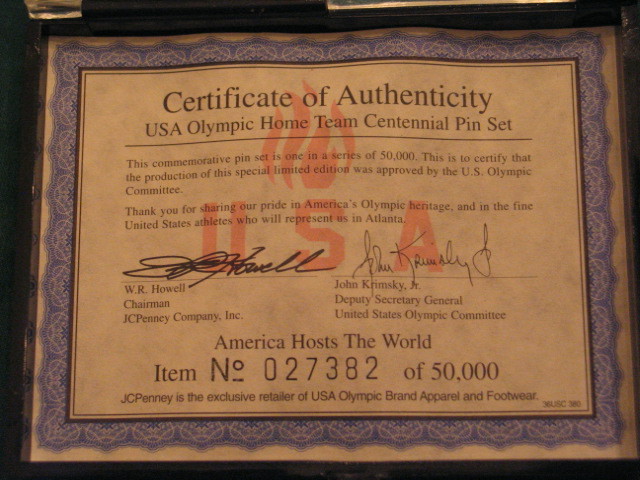 Certificate of Authenticity
USA Olympic Home Team Centennial Pin Set
This commemorative pin set is one in a series of 50,000. This is to certify that
the production of this special limited edition was approved by the U.S. Olympic
Committee.
Thank you for sharing our pride in America's Olympic heritage, and in the fine
United States athletes who will represent us in Atlanta.
USA
Howell
John Krimsky Jr
W.R. Howell
Chairman
JCPenney Company, Inc.
John Krimsky, Jr.
Deputy Secretary General
United States Olympic Committee
America Hosts The World
Item Nº 027382 of 50,000
JCPenney is the exclusive retailer of USA Olympic Brand Apparel and Footwear.
36USC 380